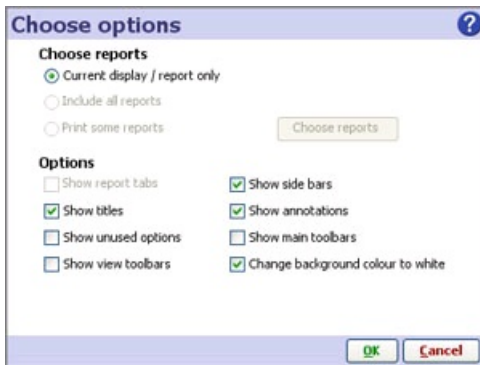 Choose options
?
Choose reports
Current display / report only
Include all reports
Print some reports
Choose reports
Options
Show report tabs
Show side bars
Show titles
Show annotations
Show unused options
Show main toolbars
Show view toolbars
Change background colour to white
OK
Cancel